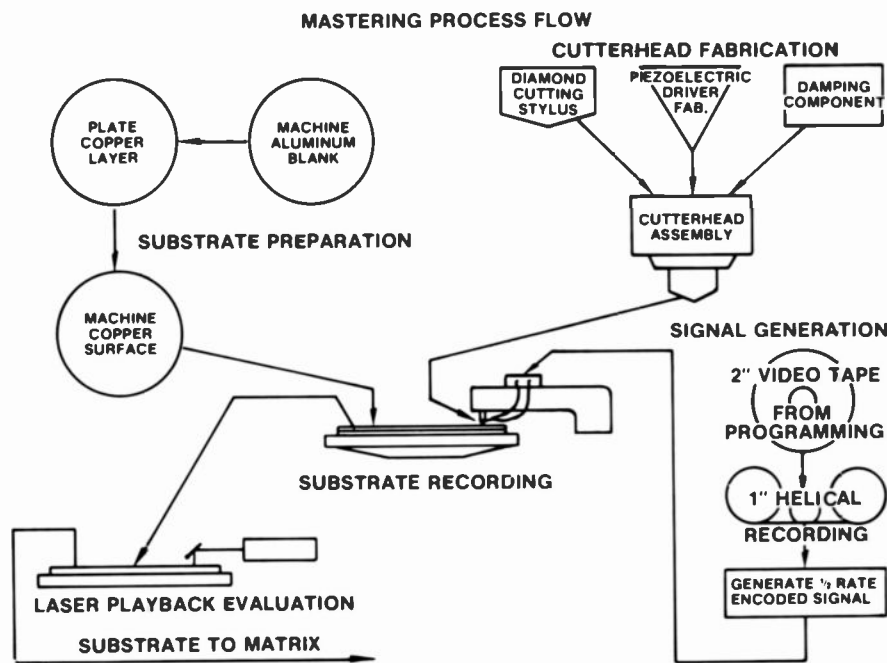 MASTERING PROCESS FLOW
CUTTERHEAD FABRICATION
DIAMOND
CUTTING
STYLUS
PIEZOELECTRIC
DRIVER
FAB.
DAMPING
COMPONENT
PLATE
COPPER
LAYER
MACHINE
ALUMINUM
BLANK
CUTTERHEAD
ASSEMBLY
SUBSTRATE PREPARATION
MACHINE
COPPER
SURFACE
SIGNAL GENERATION
2" VIDEO TAPE
FROM
PROGRAMMING
SUBSTRATE RECORDING
1" HELICAL
RECORDING
GENERATE ½ RATE
ENCODED SIGNAL
LASER PLAYBACK EVALUATION
SUBSTRATE TO MATRIX